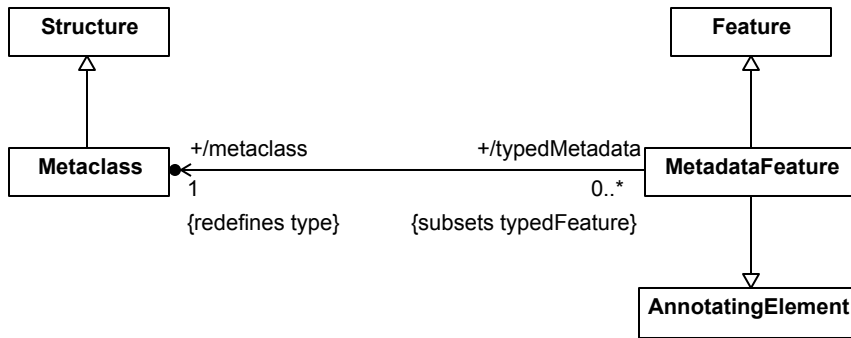 Structure
Feature
+/metaclass
+/typedMetadata
Metaclass
MetadataFeature
1
0..*
{redefines type}
{subsets typedFeature}
AnnotatingElement